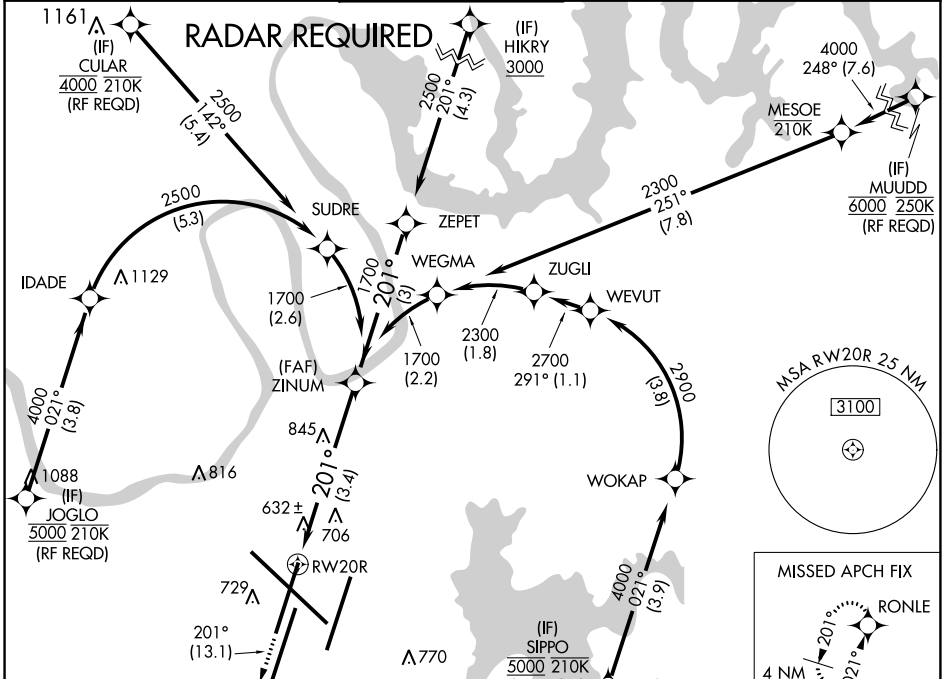 1161
(IF)
CULAR
4000 210K
(RF REQD)
RADAR REQUIRED
(IF)
HIKRY
3000
2500
201°
(4.3)
4000
248° (7.6)
MESOE
210K
(IF)
MUUDD
6000 250K
(RF REQD)
2500
142°
(5.4)
2500
(5.3)
SUDRE
ZEPET
2300
251°
(7.8)
IDADE
1129
1700
(2.6)
1700
201°
(3)
WEGMA
ZUGLI
WEVUT
1700
(2.2)
2300
(1.8)
2700
291° (1.1)
2900
(3.8)
MSA RW20R 25 NM
3100
(FAF)
ZINUM
4000
021°
(3.8)
845
201°
(3.4)
1088
816
(IF)
JOGLO
5000 210K
(RF REQD)
WOKAP
632 ±
706
RW20R
729
201°
(13.1)
770
4000
021°
(3.9)
(IF)
SIPPO
5000 210K
MISSED APCH FIX
RONLE
201°
021°
4 NM